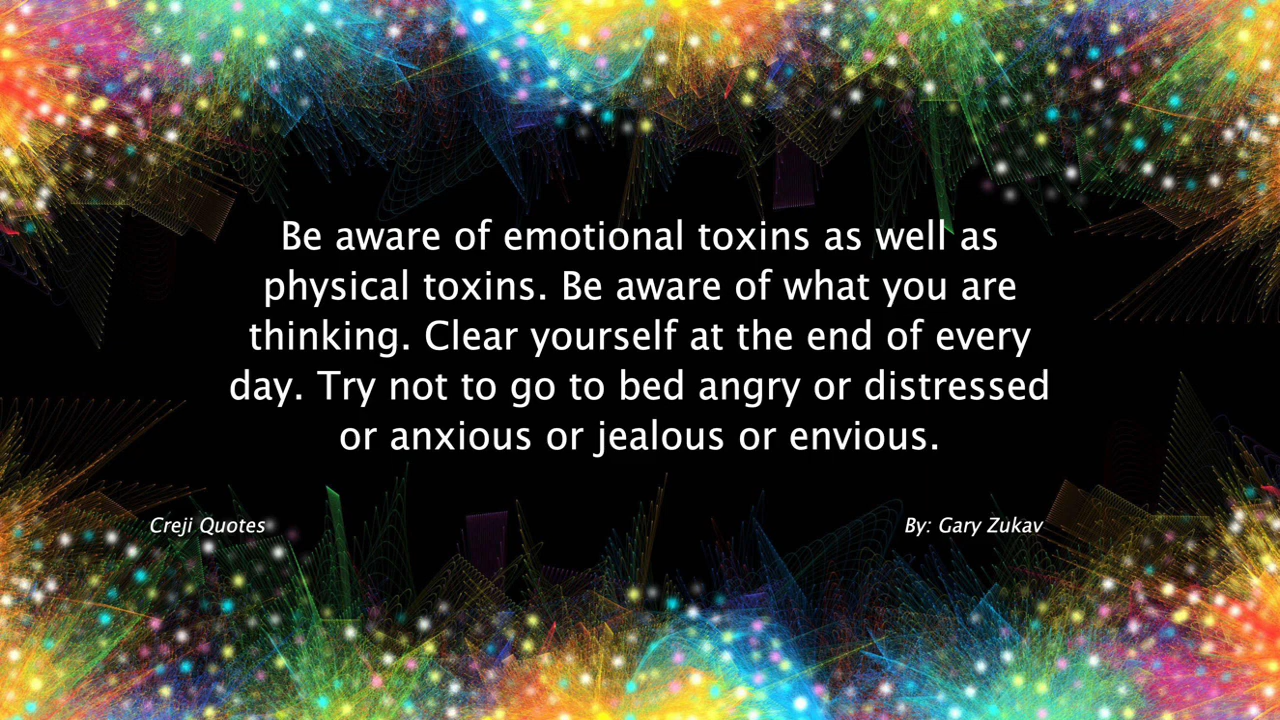 Be aware of emotional toxins as well as
physical toxins. Be aware of what you are
thinking. Clear yourself at the end of every
day. Try not to go to bed angry or distressed
or anxious or jealous or envious.
Creji Quotes
By: Gary Zukav